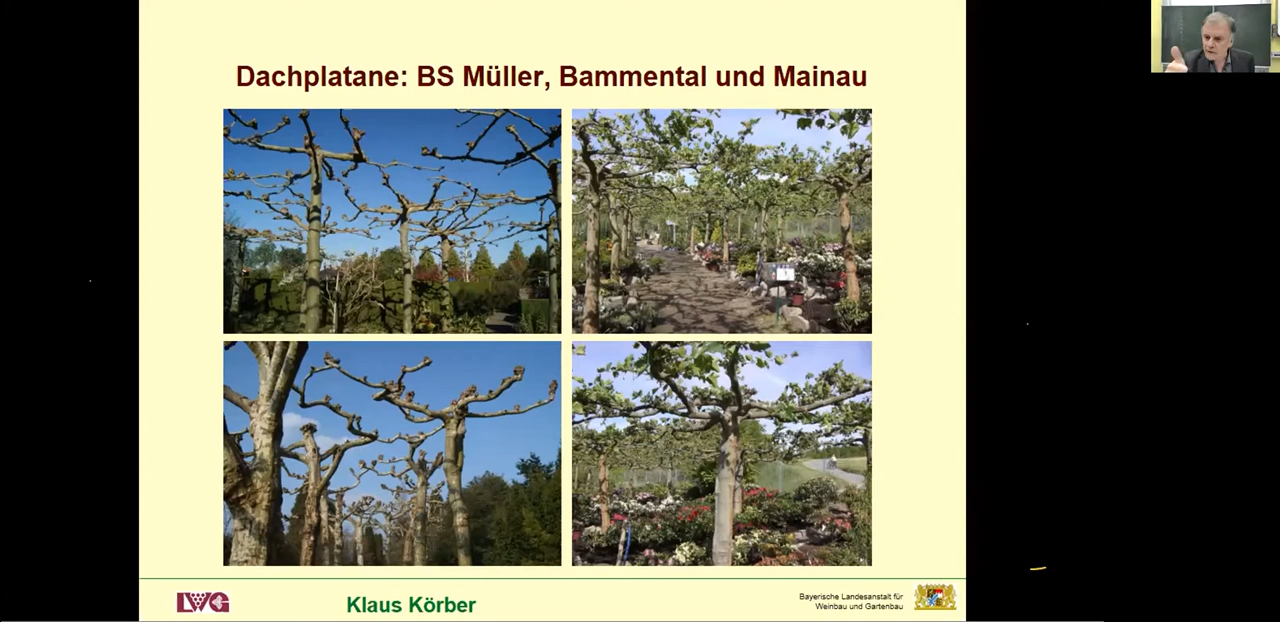 Dachplatane: BS Müller, Bammental und Mainau
LWG
Klaus Körber
Bayerische Landesanstalt für
Weinbau und Gartenbau